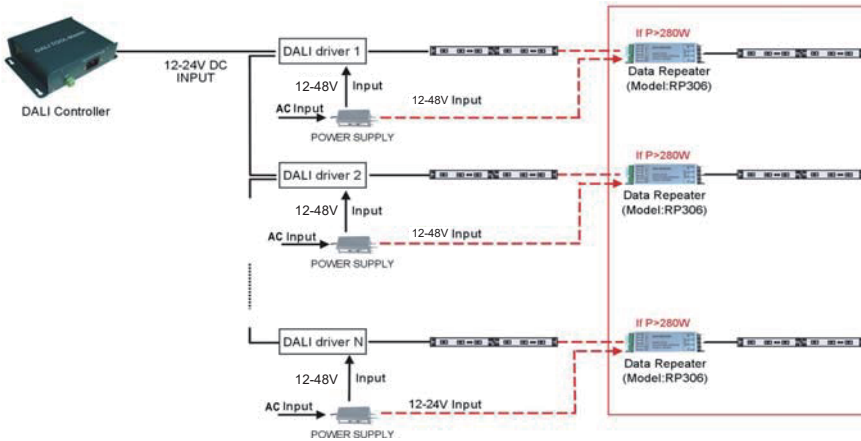 If P>280W
DALI driver 1
12-24V DC
INPUT
Data Repeater
(Model:RP306)
12-48V
Input
12-48V Input
DALI Controller
AC Input
POWER SUPPLY
If P>280W
DALI driver 2
Data Repeater
(Model:RP306)
12-48V
Input
12-48V Input
AC Input
POWER SUPPLY
If P>280W
DALI driver N
Data Repeater
(Model:RP306)
12-48V
Input
12-24V Input
AC Input
POWER SUPPLY